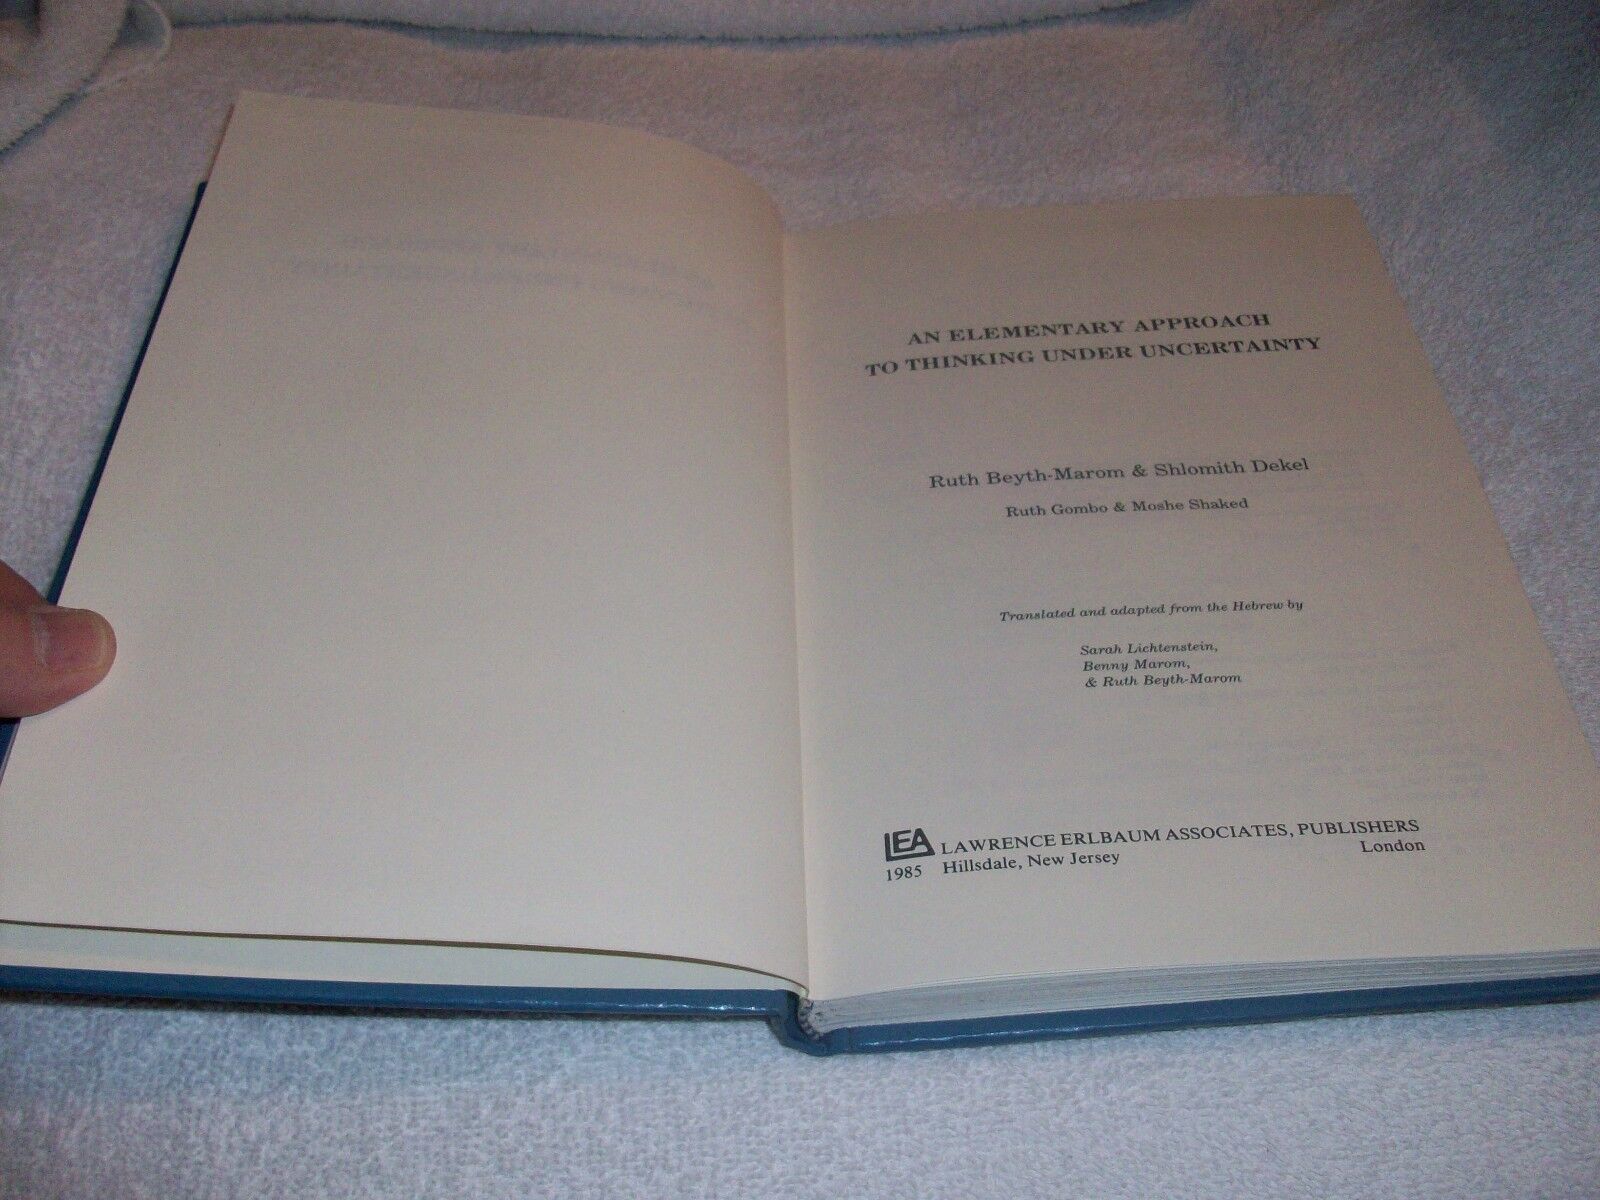 AN ELEMENTARY APPROACH
TO THINKING UNDER UNCERTAINTY
Ruth Beyth-Marom & Shlomith Dekel
Ruth Gombo & Moshe Shaked
Translated and adapted from the Hebrew by
Sarah Lichtenstein,
Benny Marom,
& Ruth Beyth-Marom
LEA LAWRENCE ERLBAUM ASSOCIATES, PUBLISHERS
1985 Hillsdale, New Jersey London